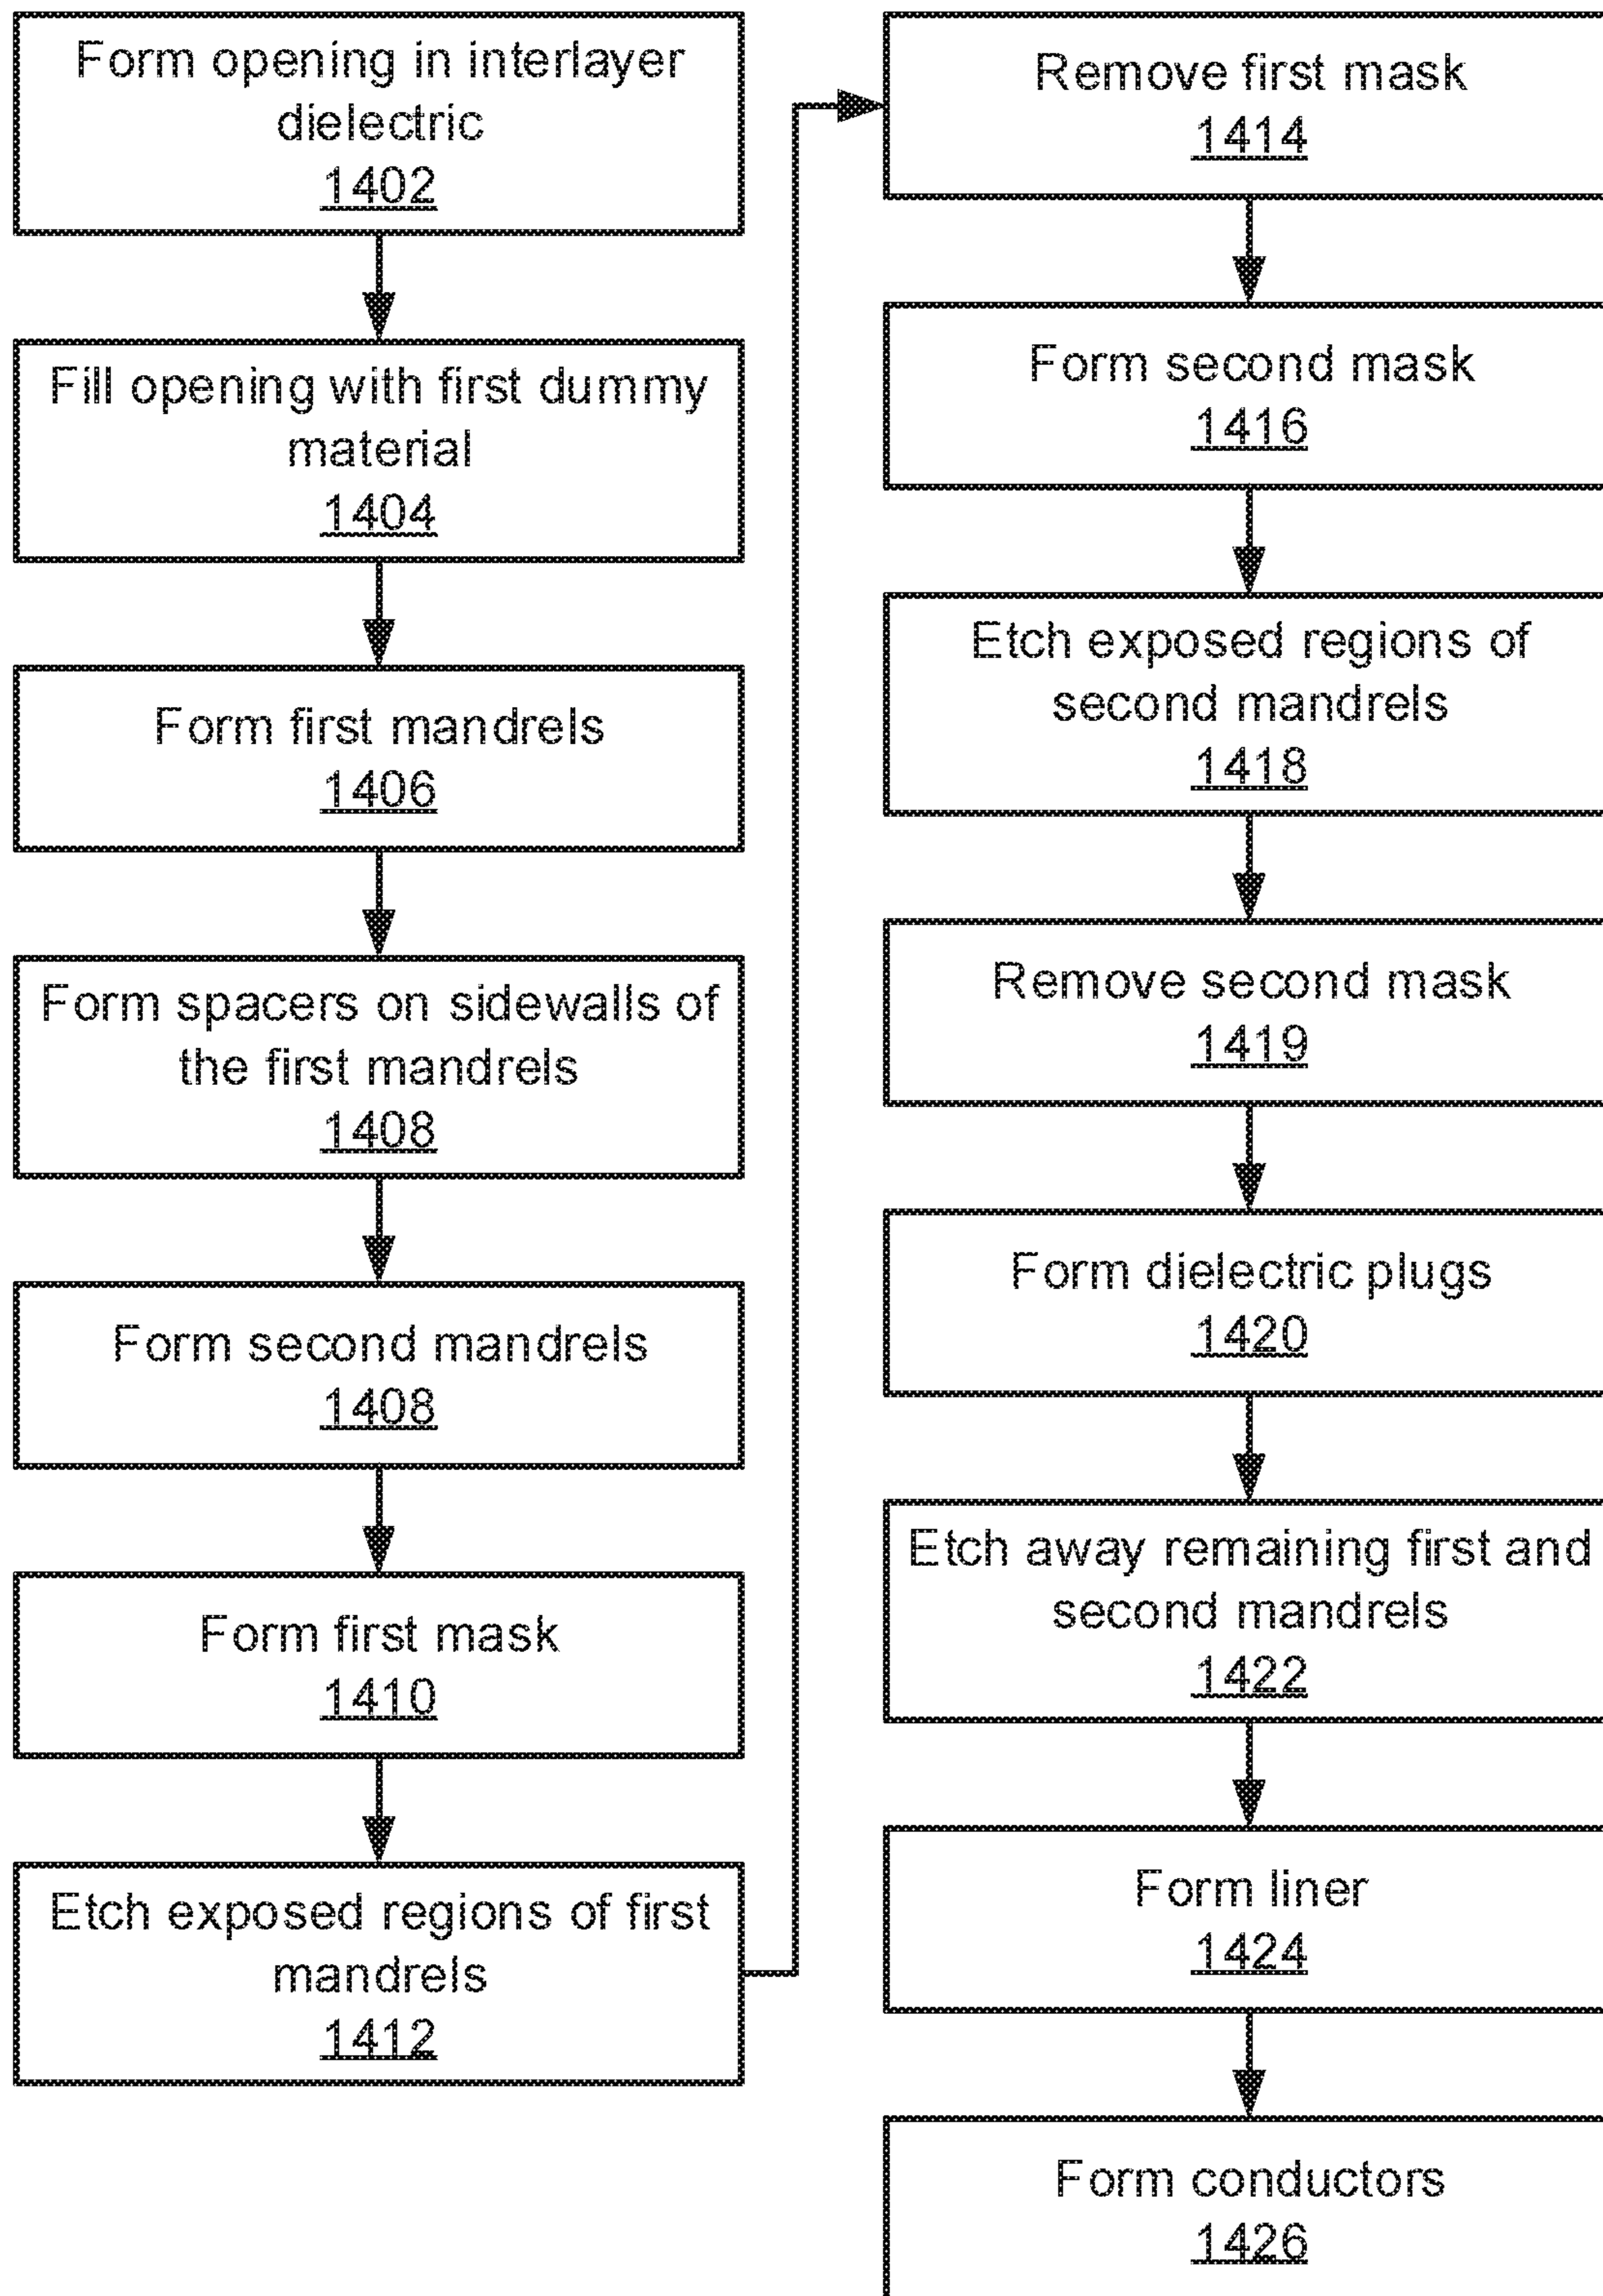 Form opening in interlayer
dielectric
1402
Fill opening with first dummy
material
1404
Form first mandrels
1406
Form spacers on sidewalls of
the first mandrels
1408
Form second mandrels
1408
Form first mask
1410
Etch exposed regions of first
mandrels
1412
Remove first mask
1414
Form second mask
1416
Etch exposed regions of
second mandrels
1418
Remove second mask
1419
Form dielectric plugs
1420
Etch away remaining first and
second mandrels
1422
Form liner
1424
Form conductors
1426